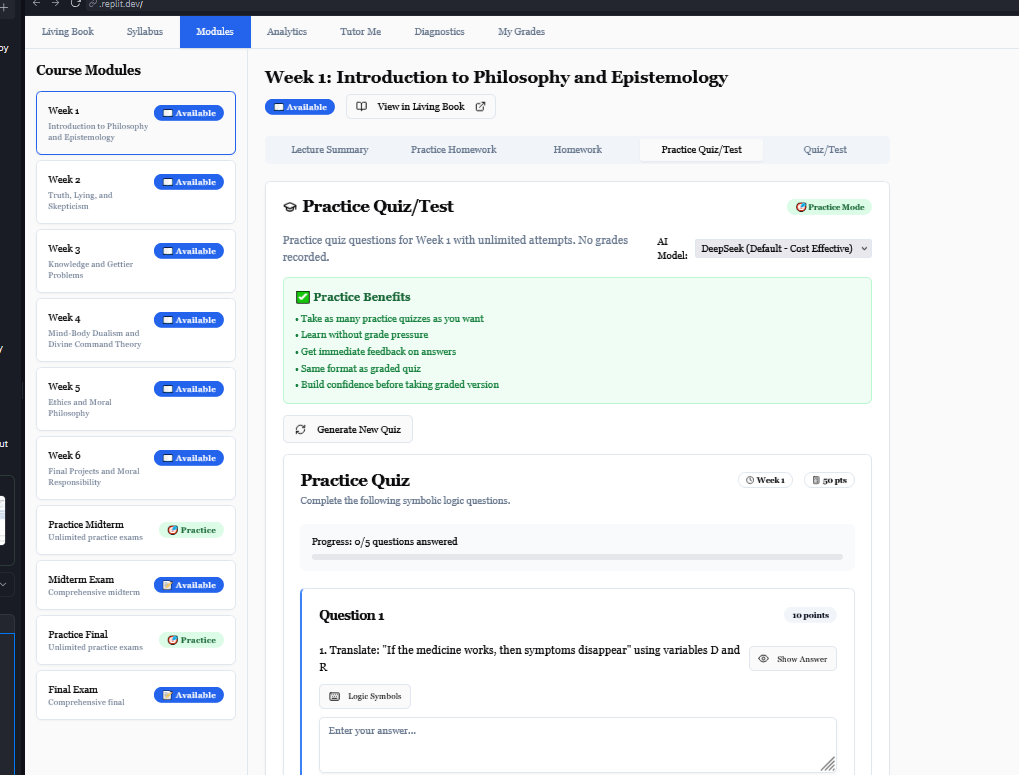 .replit.dev/
by
y
ut
Living Book
Syllabus
Modules
Analytics
Tutor Me
Diagnostics
My Grades
Course Modules
Week 1
Available
Introduction to Philosophy
and Epistemology
Week 2
Available
Truth, Lying, and
Skepticism
Week 3
Available
Knowledge and Gettier
Problems
Week 4
Available
Mind-Body Dualism and
Divine Command Theory
Week 5
Available
Ethics and Moral
Philosophy
Week 6
Available
Final Projects and Moral
Responsibility
Practice Midterm
Practice
Unlimited practice exams
Midterm Exam
Available
Comprehensive midterm
Practice Final
Practice
Unlimited practice exams
Final Exam
Available
Comprehensive final
Week 1: Introduction to Philosophy and Epistemology
Available
View in Living Book
Lecture Summary
Practice Homework
Homework
Practice Quiz/Test
Quiz/Test
Practice Quiz/Test
Practice Mode
Practice quiz questions for Week 1 with unlimited attempts. No grades
recorded.
AI
Model:
DeepSeek (Default - Cost Effective)
✅ Practice Benefits
• Take as many practice quizzes as you want
• Learn without grade pressure
• Get immediate feedback on answers
• Same format as graded quiz
• Build confidence before taking graded version
Generate New Quiz
Practice Quiz
Week 1
50 pts
Complete the following symbolic logic questions.
Progress: 0/5 questions answered
Question 1
10 points
1. Translate: "If the medicine works, then symptoms disappear" using variables D and
R
Show Answer
Logic Symbols
Enter your answer...